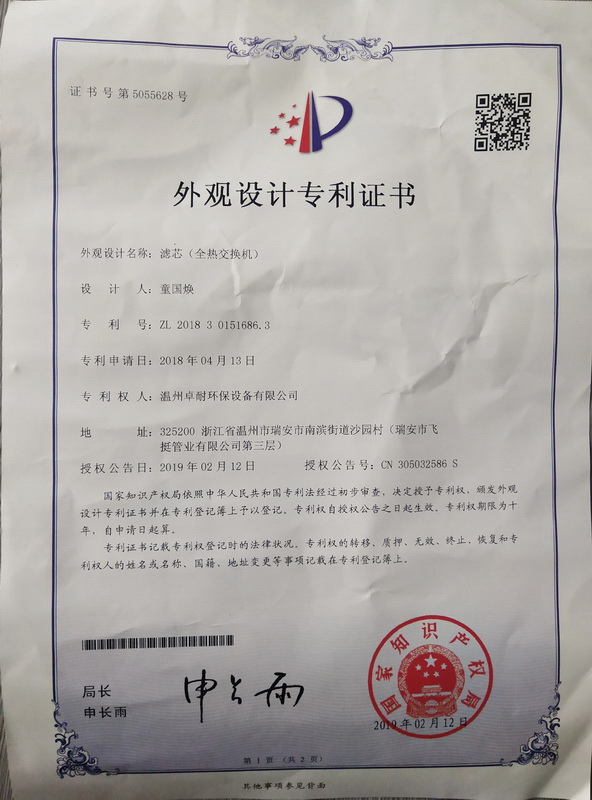 证书号第5055628号
外观设计专利证书
外观设计名称：滤芯（全热交换机）
设计人：童国焕
专利号：ZL 2018 3 0151686.3
专利申请日：2018年04月13日
专利权人：温州卓耐环保设备有限公司
地址：325200 浙江省温州市瑞安市南滨街道沙园村（瑞安市飞
挺管业有限公司第三层）
授权公告日：2019年02月12日 授权公告号：CN 305032586 S
国家知识产权局依照中华人民共和国专利法经过初步审查，决定授予专利权，颁发外观
设计专利证书并在专利登记簿上予以登记。专利权自授权公告之日起生效。专利权期限为十
年，自申请日起算。
专利证书记载专利权登记时的法律状况。专利权的转移、质押、无效、终止、恢复和专
利权人的姓名或名称、国籍、地址变更等事项记载在专利登记簿上。
局长
申长雨
申长雨
国家知识产权局
2019年02月12日
第1页（共2页）
其他事项参见背面